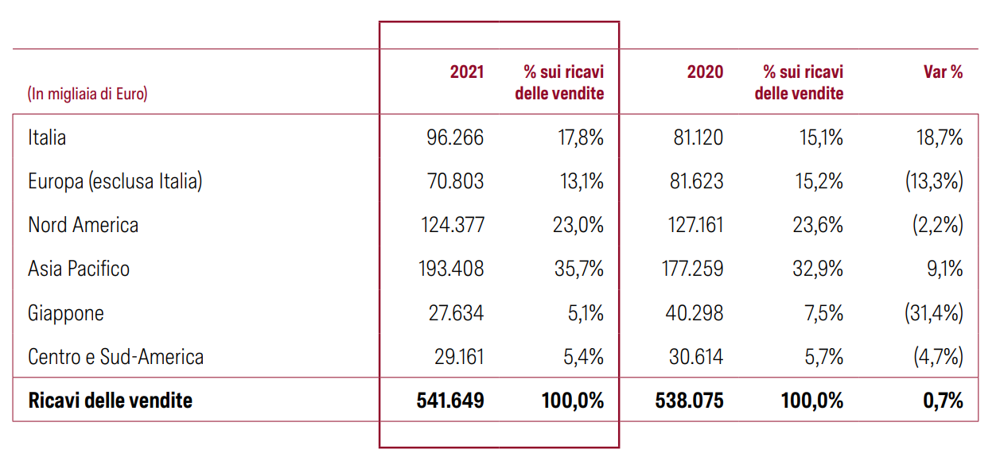 2021 % sui ricavi 2020 % sui ricavi Var %
(In migliaia di Euro) delle vendite delle vendite
Italia 96.266 17,8% 81.120 15,1% 18,7%
Europa (esclusa Italia) 70.803 13,1% 81.623 15,2% (13,3%)
Nord America 124.377 23,0% 127.161 23,6% (2,2%)
Asia Pacifico 193.408 35,7% 177.259 32,9% 9,1%
Giappone 27.634 5,1% 40.298 7,5% (31,4%)
Centro e Sud-America 29.161 5,4% 30.614 5,7% (4,7%)
Ricavi delle vendite 541.649 100,0% 538.075 100,0% 0,7%